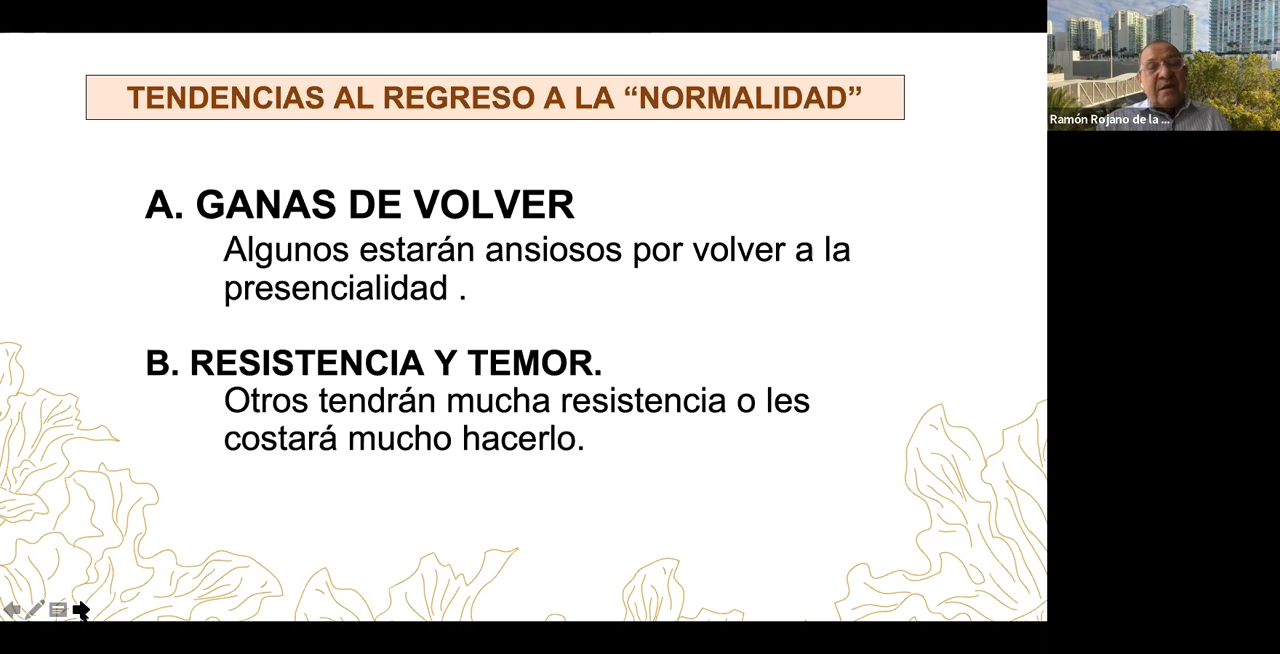 TENDENCIAS AL REGRESO A LA “NORMALIDAD”
A. GANAS DE VOLVER
Algunos estarán ansiosos por volver a la
presencialidad .
B. RESISTENCIA Y TEMOR.
Otros tendrán mucha resistencia o les
costará mucho hacerlo.
Ramón Rojano de la ...